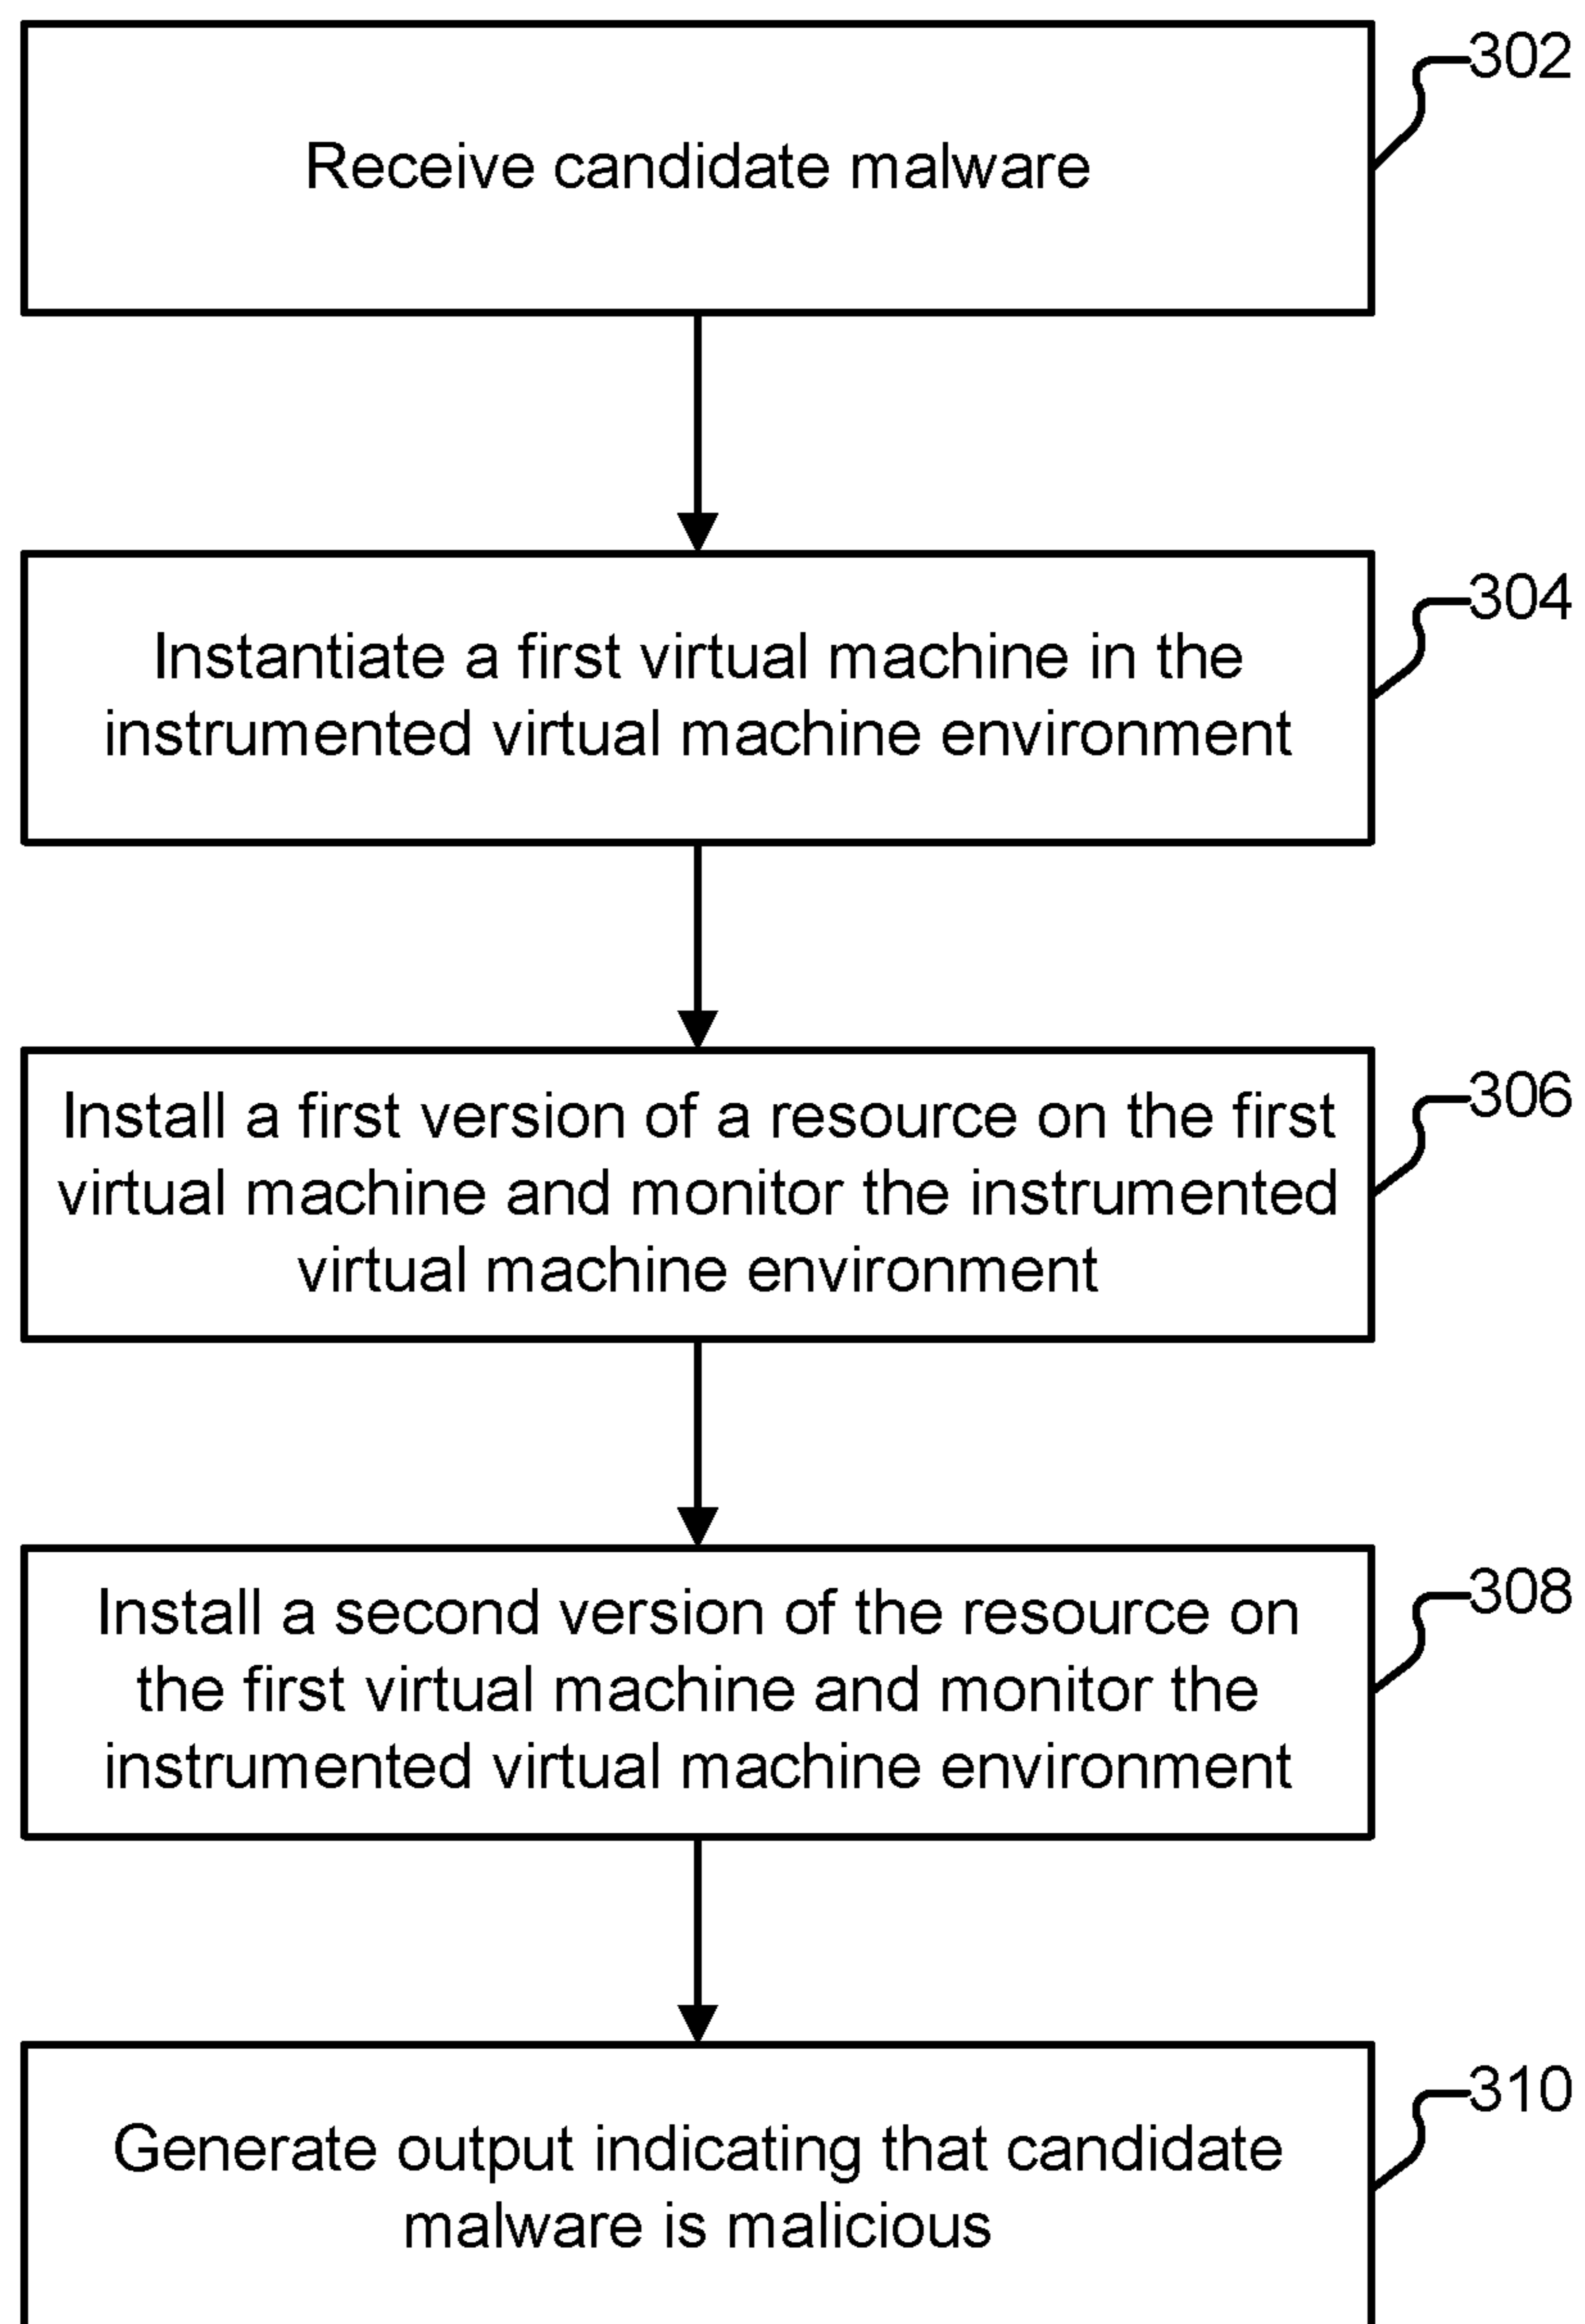 302
Receive candidate malware
304
Instantiate a first virtual machine in the
instrumented virtual machine environment
306
Install a first version of a resource on the first
virtual machine and monitor the instrumented
virtual machine environment
308
Install a second version of the resource on
the first virtual machine and monitor the
instrumented virtual machine environment
310
Generate output indicating that candidate
malware is malicious